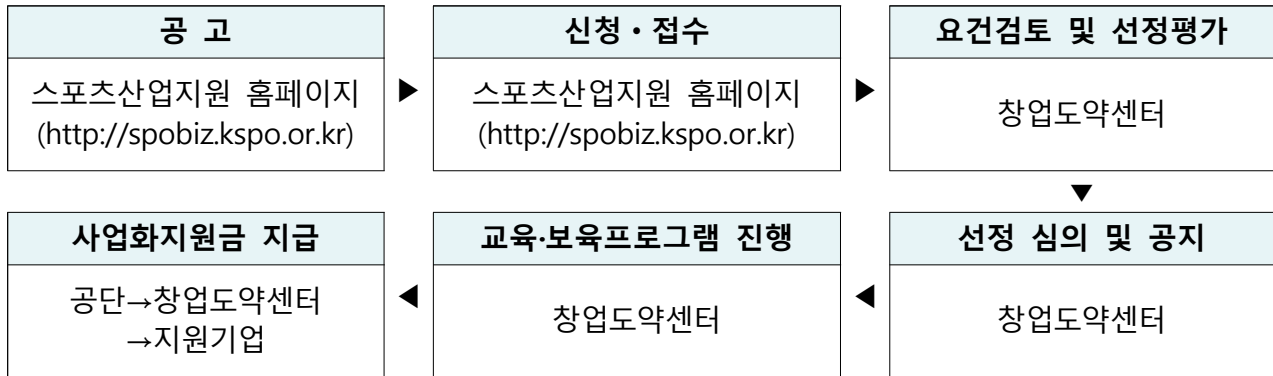 공 고
스포츠산업지원 홈페이지
(http://spobiz.kspo.or.kr)
▶
신청・접수
스포츠산업지원 홈페이지
(http://spobiz.kspo.or.kr)
▶
요건검토 및 선정평가
창업도약센터
▼
선정 심의 및 공지
창업도약센터
◀
교육·보육프로그램 진행
창업도약센터
◀
사업화지원금 지급
공단→창업도약센터
→지원기업